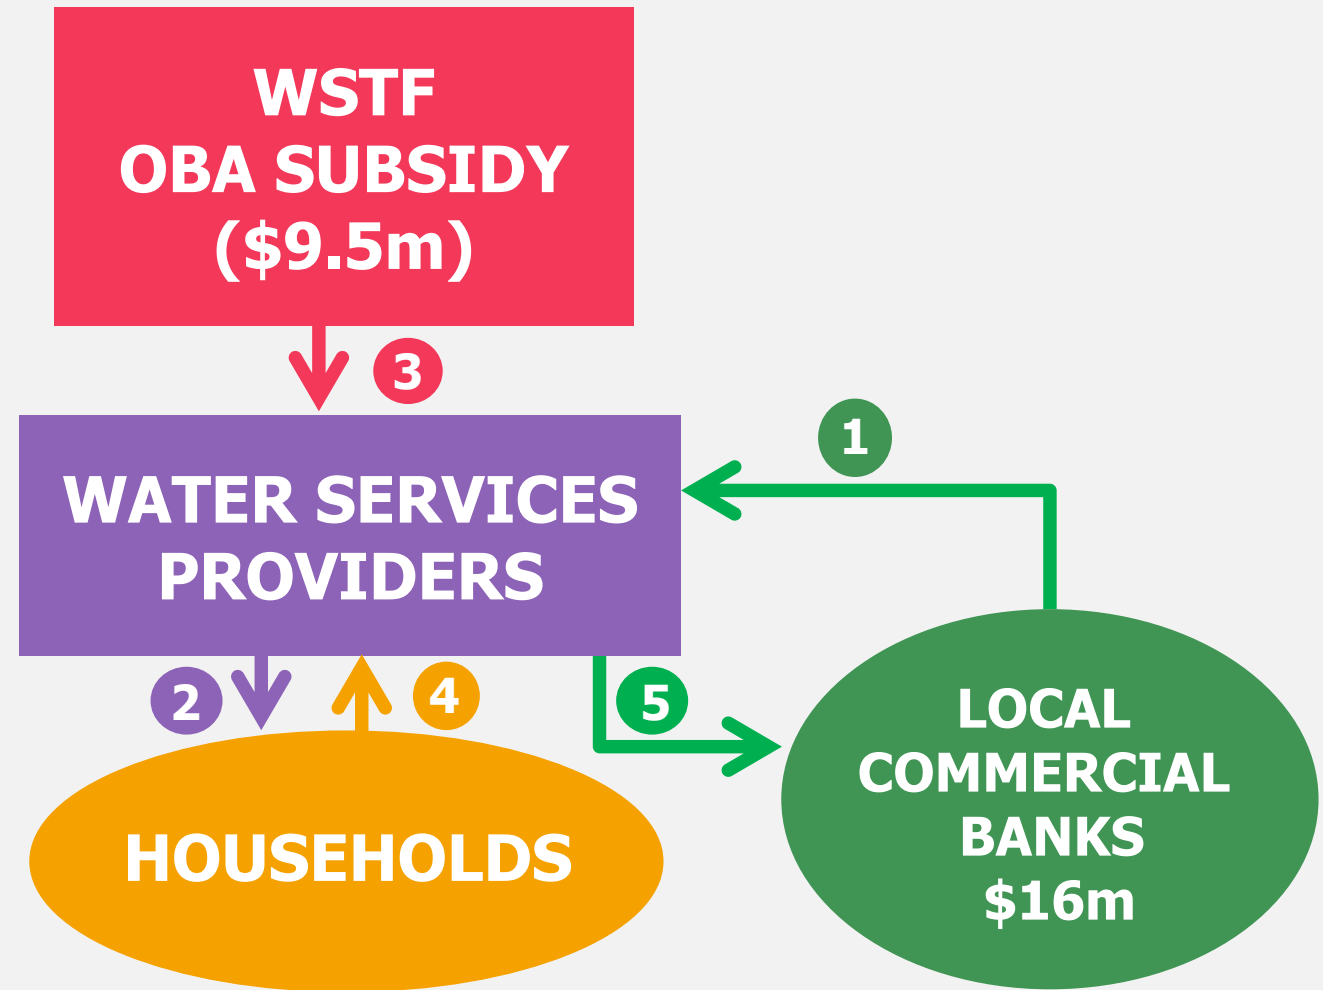 WSTF
OBA SUBSIDY
($9.5m)
3
1
WATER SERVICES
PROVIDERS
2
4
5
HOUSEHOLDS
LOCAL
COMMERCIAL
BANKS
$16m